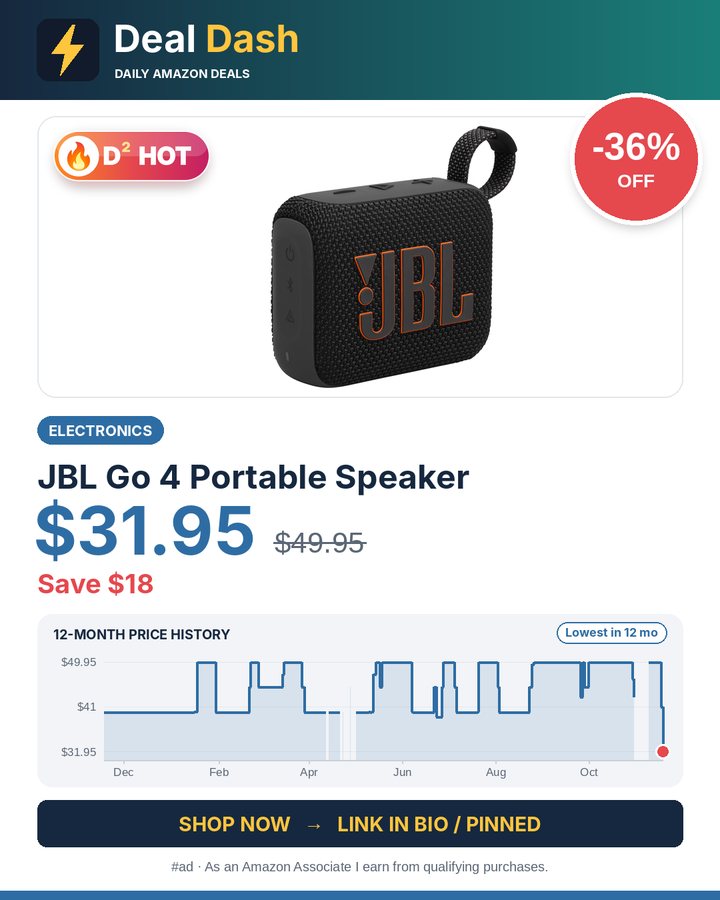 Deal Dash
DAILY AMAZON DEALS
D² HOT
-36%
OFF
JBL
ELECTRONICS
JBL Go 4 Portable Speaker
$31.95 $49.95
Save $18
12-MONTH PRICE HISTORY
Lowest in 12 mo
$49.95
$41
$31.95
Dec Feb Apr Jun Aug Oct
SHOP NOW → LINK IN BIO / PINNED
#ad · As an Amazon Associate I earn from qualifying purchases.